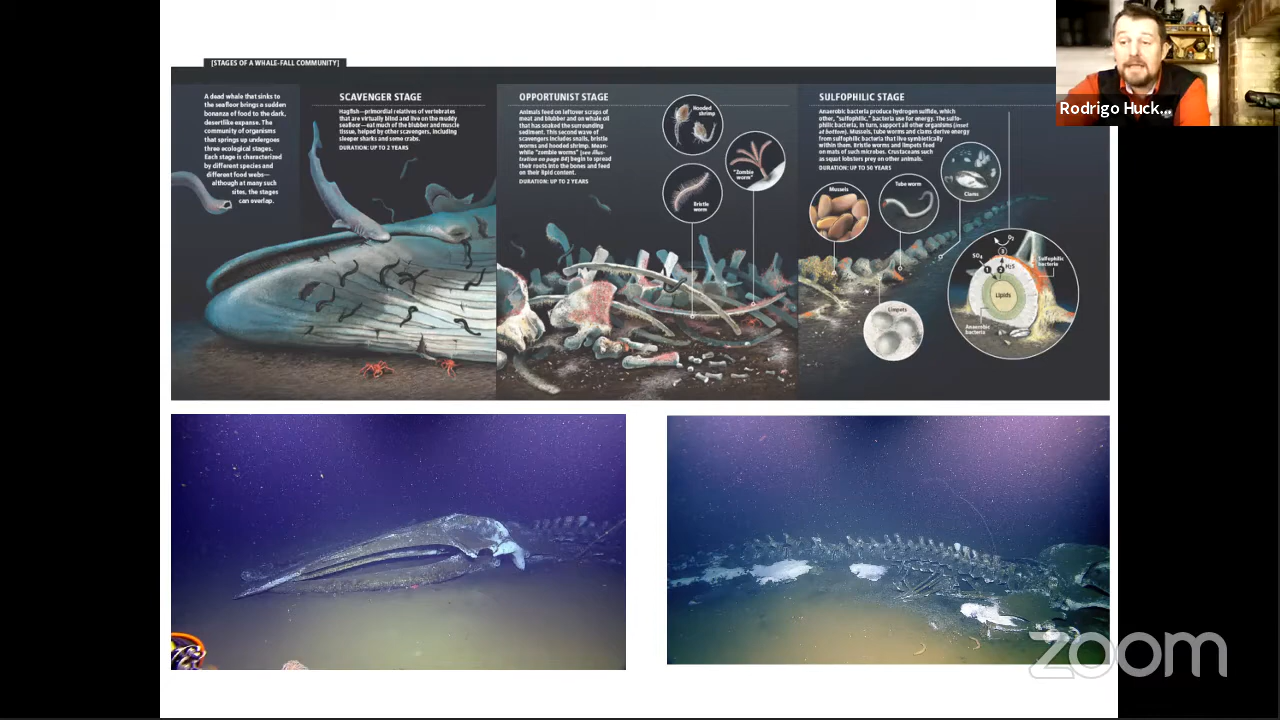 [STAGES OF A WHALE-FALL COMMUNITY]
A dead whale that sinks to
the seafloor brings a sudden
bonanza of food to the dark,
desertlike expanse. The
community of organisms
that springs up undergoes
three ecological stages.
Each stage is characterized
by different species and
different food webs—
although at many such
sites, the stages
can overlap.
SCAVENGER STAGE
Hagfish—primordial relatives of vertebrates
that are virtually blind and live on the muddy
seafloor—eat much of the blubber and muscle
tissue, helped by other scavengers, including
sleeper sharks and some crabs.
DURATION: UP TO 2 YEARS
OPPORTUNIST STAGE
Animals feed on leftover scraps of
meat and blubber and on whale oil
that has soaked the surrounding
sediment. This second wave of
scavengers includes snails, bristle
worms and hooded shrimp. Mean-
while "zombie worms" [see illus-
tration on page 84] begin to spread
their roots into the bones and feed
on their lipid content.
DURATION: UP TO 2 YEARS
Hooded
shrimp
"Zombie
worm"
Bristle
worm
SULFOPHILIC STAGE
Anaerobic bacteria produce hydrogen sulfide, which
other, "sulfophilic," bacteria use for energy. The sulfo-
philic bacteria, in turn, support all other organisms (inset
at bottom). Mussels, tube worms and clams derive energy
from sulfophilic bacteria that live symbiotically
within them. Bristle worms and limpets feed
on mats of such microbes. Crustaceans such
as squat lobsters prey on other animals.
DURATION: UP TO 50 YEARS
Mussels
Tube worm
Clams
Limpets
O2
3
SO4
H2S
1
2
Sulfophilic
bacteria
Lipids
Anaerobic
bacteria
Rodrigo Huck...
zoom